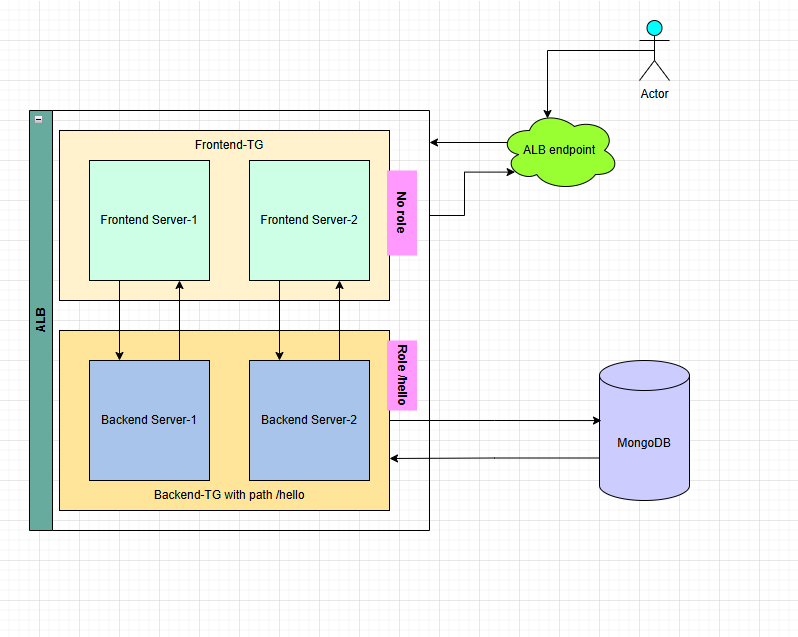 Actor
ALB endpoint
ALB
Frontend-TG
Frontend Server-1
Frontend Server-2
No role
Role /hello
Backend Server-1
Backend Server-2
Backend-TG with path /hello
MongoDB